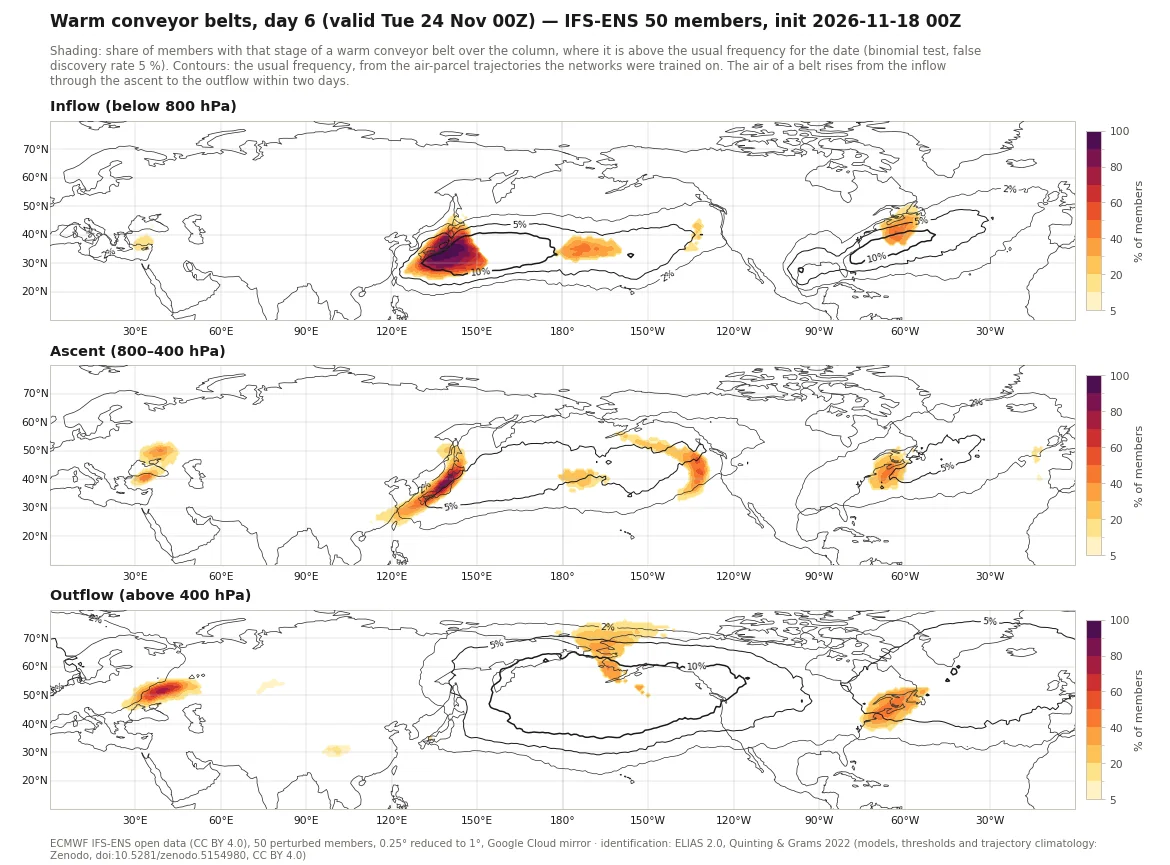 Warm conveyor belts, day 6 (valid Tue 24 Nov 00Z) — IFS-ENS 50 members, init 2026-11-18 00Z
Shading: share of members with that stage of a warm conveyor belt over the column, where it is above the usual frequency for the date (binomial test, false
discovery rate 5 %). Contours: the usual frequency, from the air-parcel trajectories the networks were trained on. The air of a belt rises from the inflow
through the ascent to the outflow within two days.
Inflow (below 800 hPa)
70°N
60°N
50°N
40°N
30°N
20°N
2%
5%
5%
10%
10%
2%
30°E 60°E 90°E 120°E 150°E 180° 150°W 120°W 90°W 60°W 30°W
100
80
60
40
20
5
% of members
Ascent (800–400 hPa)
70°N
60°N
50°N
40°N
30°N
20°N
2%
5%
5%
30°E 60°E 90°E 120°E 150°E 180° 150°W 120°W 90°W 60°W 30°W
100
80
60
40
20
5
% of members
Outflow (above 400 hPa)
70°N
60°N
50°N
40°N
30°N
20°N
2%
5%
5%
10%
30°E 60°E 90°E 120°E 150°E 180° 150°W 120°W 90°W 60°W 30°W
100
80
60
40
20
5
% of members
ECMWF IFS-ENS open data (CC BY 4.0), 50 perturbed members, 0.25° reduced to 1°, Google Cloud mirror · identification: ELIAS 2.0, Quinting & Grams 2022 (models, thresholds and trajectory climatology:
Zenodo, doi:10.5281/zenodo.5154980, CC BY 4.0)